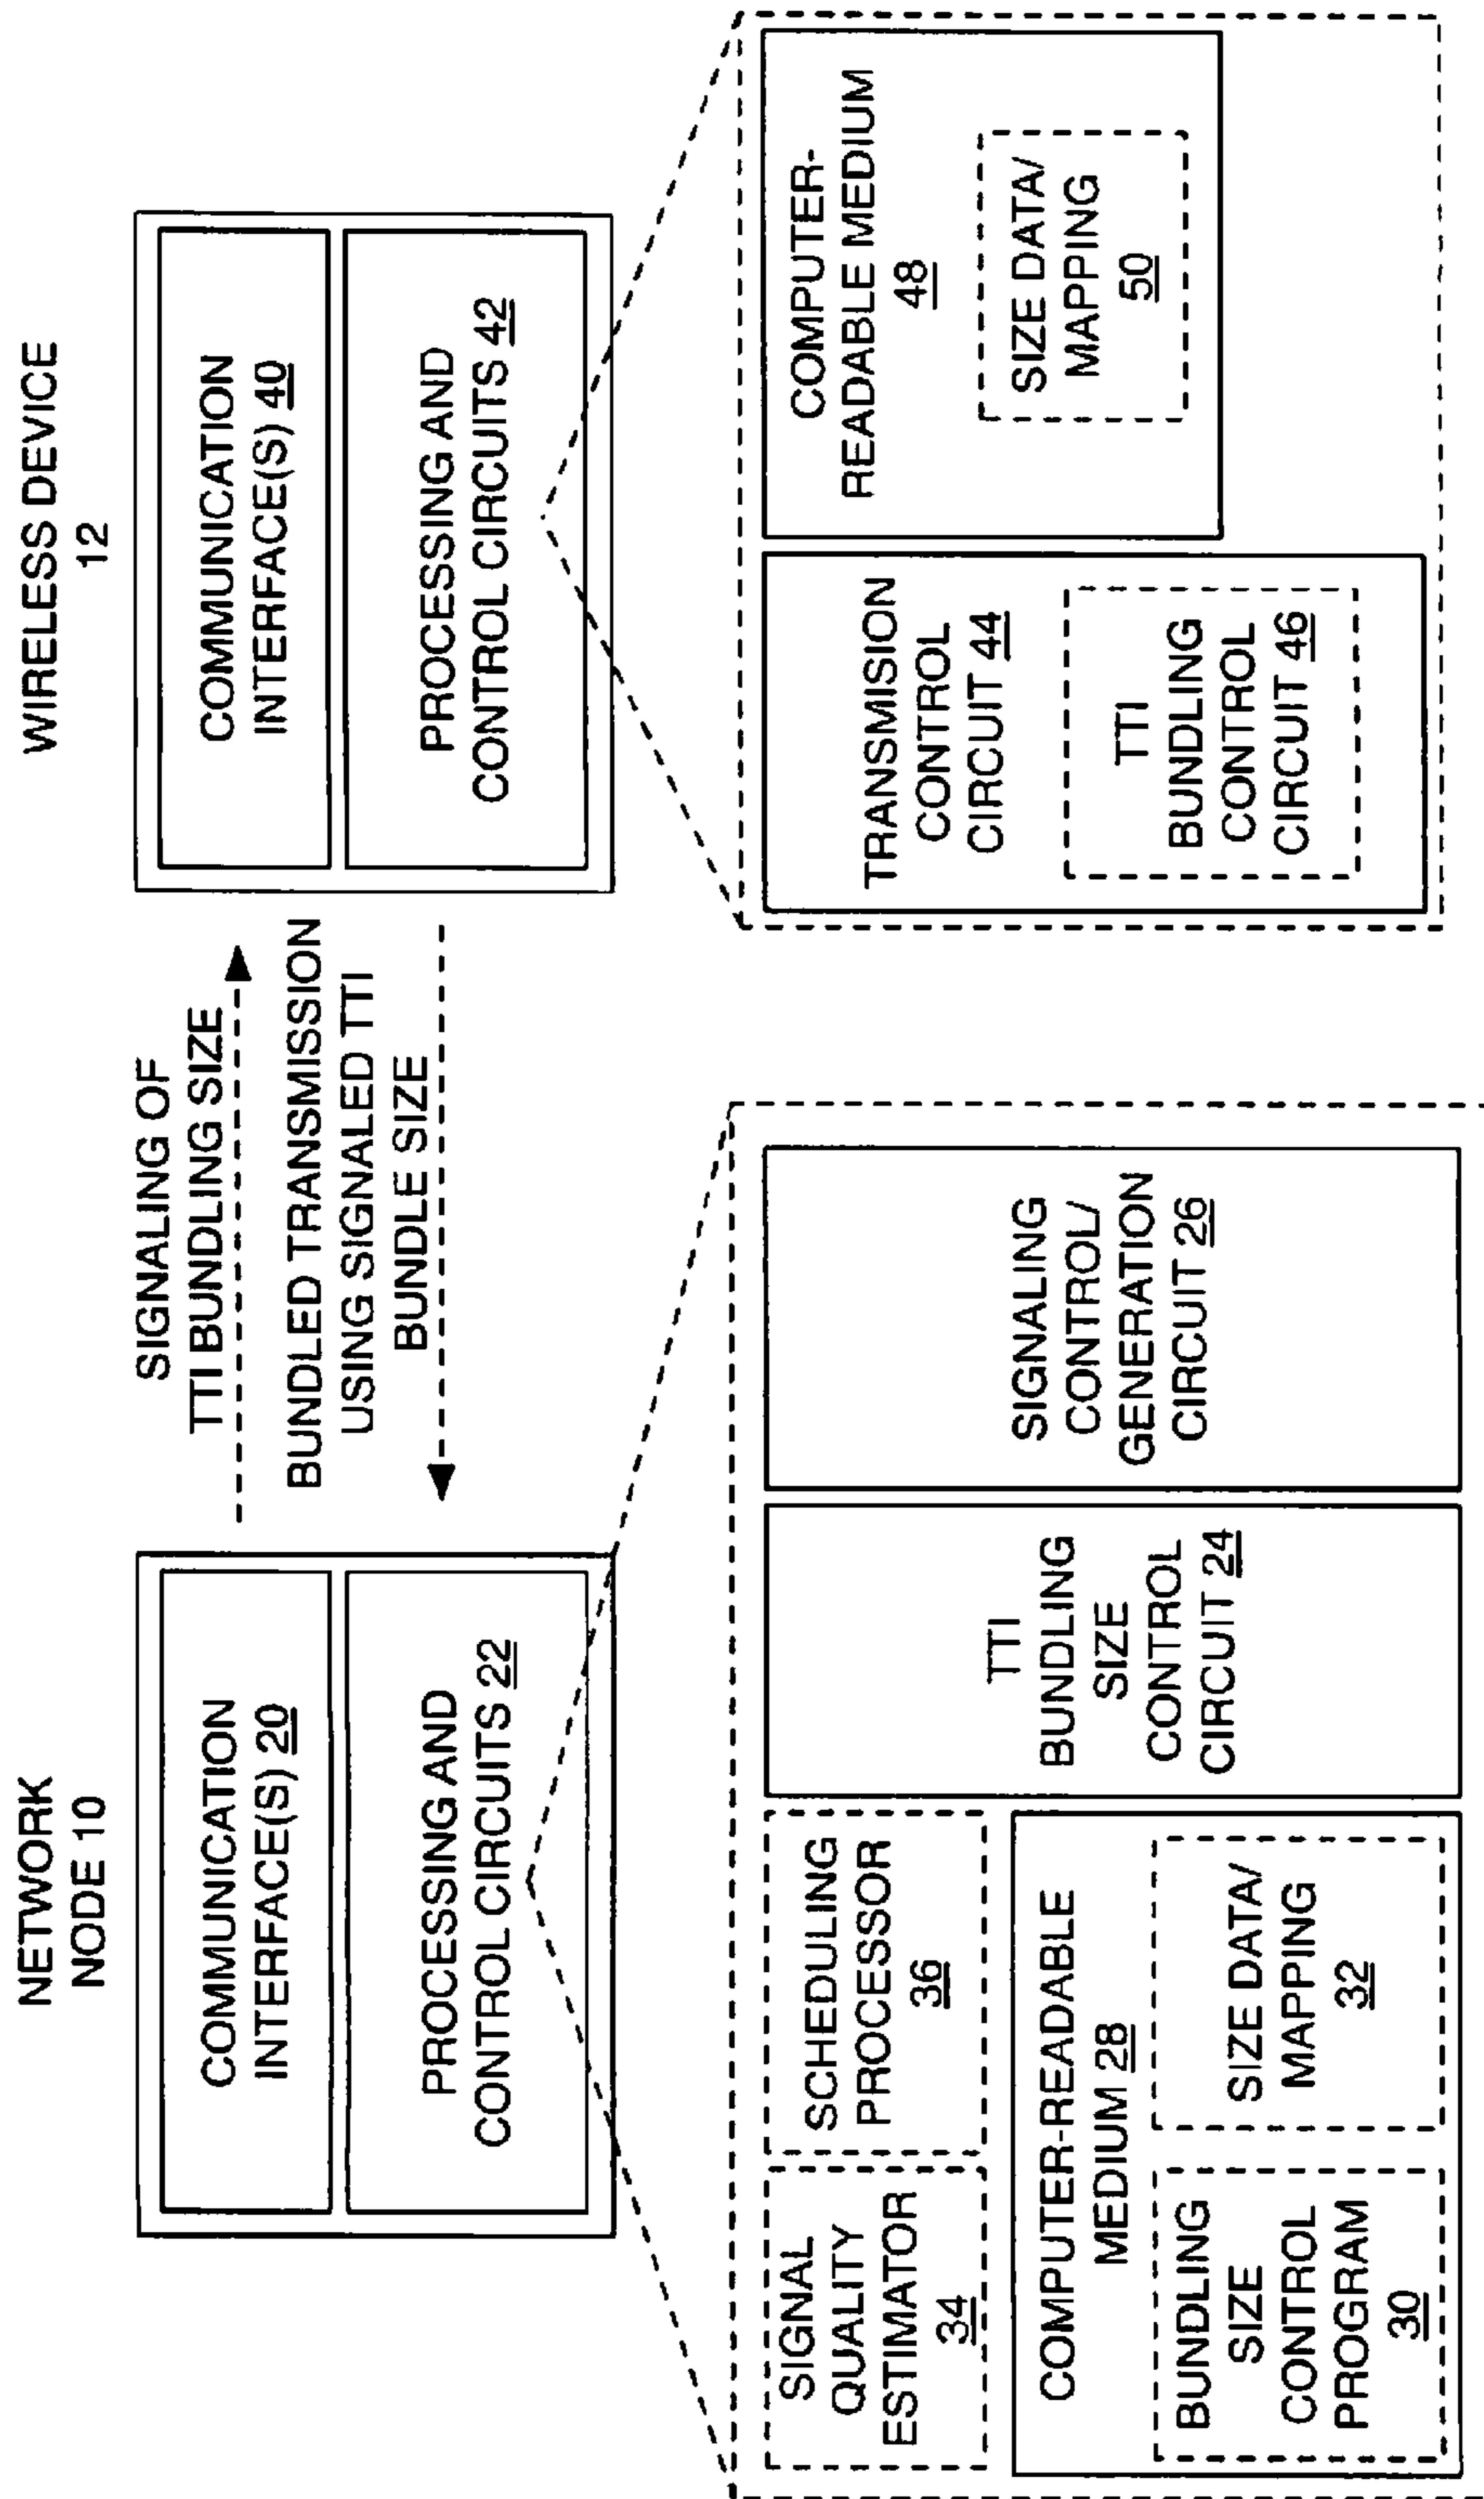 NETWORK
NODE 10
COMMUNICATION
INTERFACE(S) 20
PROCESSING AND
CONTROL CIRCUITS 22
SIGNALING OF
TTI BUNDLING SIZE
BUNDLED TRANSMISSION
USING SIGNALED TTI
BUNDLE SIZE
WIRELESS DEVICE
12
COMMUNICATION
INTERFACE(S) 40
PROCESSING AND
CONTROL CIRCUITS 42
SIGNAL
QUALITY
ESTIMATOR
34
SCHEDULING
PROCESSOR
36
COMPUTER-READABLE
MEDIUM 28
BUNDLING
SIZE
CONTROL
PROGRAM
30
SIZE DATA/
MAPPING
32
TTI
BUNDLING
SIZE
CONTROL
CIRCUIT 24
SIGNALING
CONTROL/
GENERATION
CIRCUIT 26
TRANSMISION
CONTROL
CIRCUIT 44
TTI
BUNDLING
CONTROL
CIRCUIT 46
COMPUTER-
READABLE MEDIUM
48
SIZE DATA/
MAPPING
50